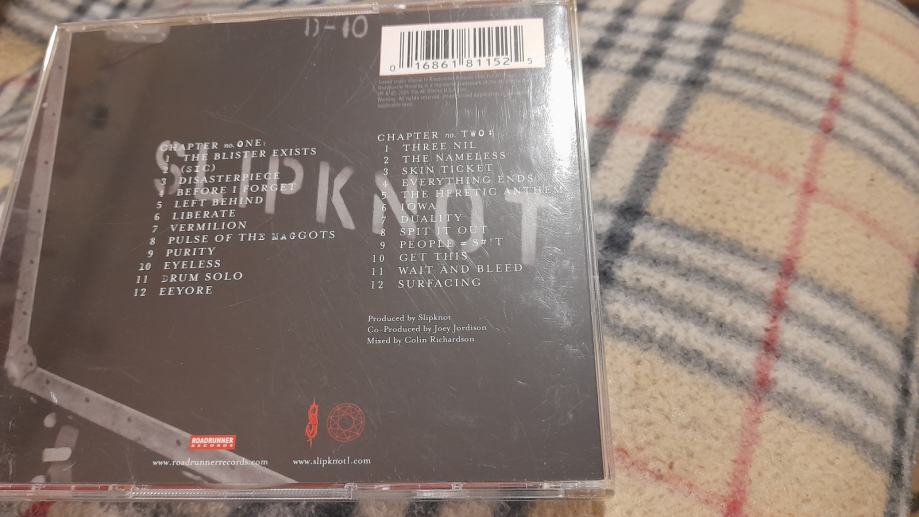 D-10
0 16861 81152 5
SLIPKNOT
CHAPTER no. ONE:
1 THE BLISTER EXISTS
2 (SIC)
3 DISASTERPIECE
4 BEFORE I FORGET
5 LEFT BEHIND
6 LIBERATE
7 VERMILION
8 PULSE OF THE MAGGOTS
9 PURITY
10 EYELESS
11 DRUM SOLO
12 EEYORE
CHAPTER no. TWO:
1 THREE NIL
2 THE NAMELESS
3 SKIN TICKET
4 EVERYTHING ENDS
5 THE HERETIC ANTHEM
6 IOWA
7 DUALITY
8 SPIT IT OUT
9 PEOPLE = S#!T
10 GET THIS
11 WAIT AND BLEED
12 SURFACING
Produced by Slipknot
Co-Produced by Joey Jordison
Mixed by Colin Richardson
ROADRUNNER
RECORDS
www.roadrunnerrecords.com
www.slipknot1.com